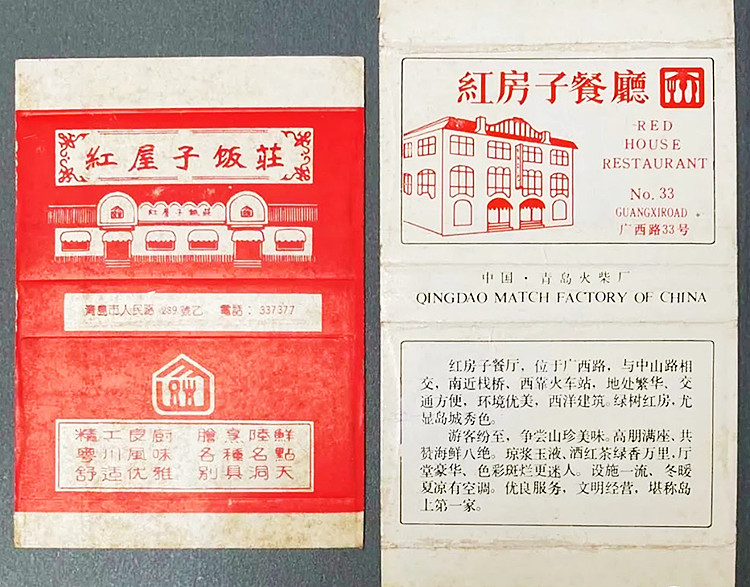 紅屋子饭莊
紅屋子饭莊
青島市人民路 289 號乙 電話：337377
精工良厨 膾炙陸鮮
粤川風味 各種名點
舒适优雅 别具洞天
紅房子餐廳
RED
HOUSE
RESTAURANT
No. 33
GUANGXIROAD
广西路33号
中国·青岛火柴厂
QINGDAO MATCH FACTORY OF CHINA
红房子餐厅，位于广西路，与中山路相
交，南近栈桥、西靠火车站，地处繁华、交
通方便，环境优美，西洋建筑。绿树红房，尤
显岛城秀色。
游客纷至，争尝山珍美味。高朋满座、共
赞海鲜八绝。琼浆玉液、酒红茶绿香万里，厅
堂豪华、色彩斑烂更迷人。设施一流、冬暖
夏凉有空调。优良服务，文明经营，堪称岛
上第一家。